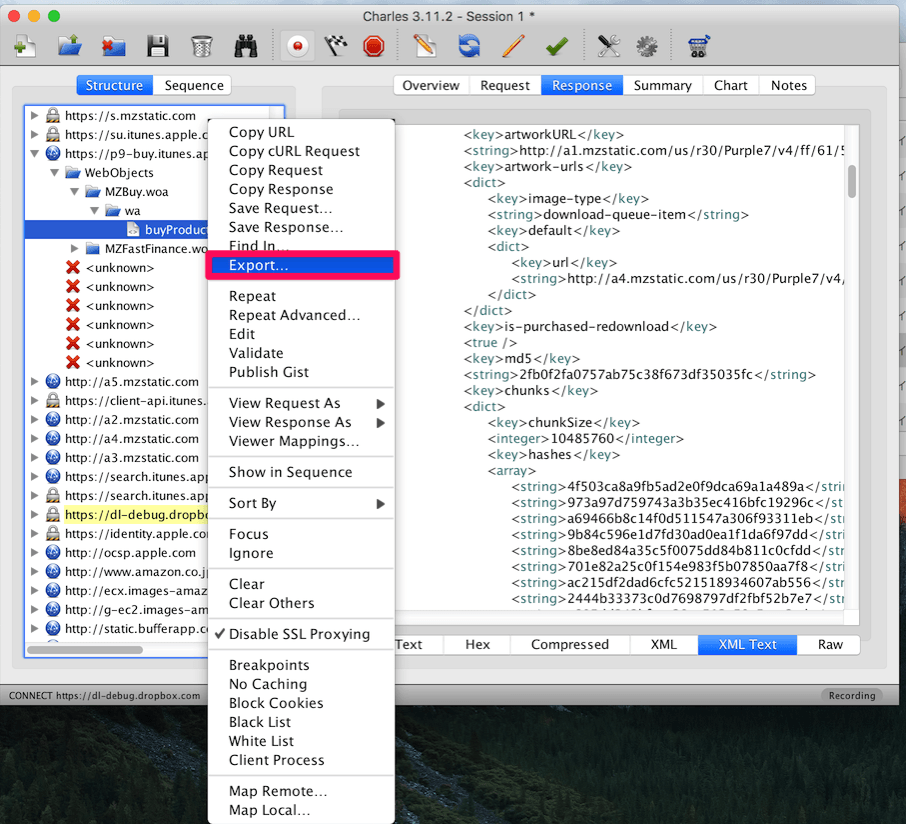 Charles 3.11.2 - Session 1 *
Structure
Sequence
Overview
Request
Response
Summary
Chart
Notes
https://s.mzstatic.com
https://su.itunes.apple.c
https://p9-buy.itunes.ap
WebObjects
MZBuy.woa
wa
buyProduct
MZFastFinance.wo
<unknown>
<unknown>
<unknown>
<unknown>
<unknown>
<unknown>
http://a5.mzstatic.com
https://client-api.itunes.
http://a2.mzstatic.com
http://a4.mzstatic.com
http://a3.mzstatic.com
https://search.itunes.app
https://search.itunes.app
https://dl-debug.dropbo
https://identity.apple.co
http://ocsp.apple.com
http://www.amazon.co.j
http://ecx.images-amaz
http://g-ec2.images-am
http://static.bufferapp.c
Copy URL
Copy cURL Request
Copy Request
Copy Response
Save Request...
Save Response...
Find In...
Export...
Repeat
Repeat Advanced...
Edit
Validate
Publish Gist
View Request As
View Response As
Viewer Mappings...
Show in Sequence
Sort By
Focus
Ignore
Clear
Clear Others
✓ Disable SSL Proxying
Breakpoints
No Caching
Block Cookies
Black List
White List
Client Process
Map Remote...
Map Local...
<key>artworkURL</key>
<string>http://a1.mzstatic.com/us/r30/Purple7/v4/ff/61/5
<key>artwork-urls</key>
<dict>
<key>image-type</key>
<string>download-queue-item</string>
<key>default</key>
<dict>
<key>url</key>
<string>http://a4.mzstatic.com/us/r30/Purple7/v4,
</dict>
</dict>
<key>is-purchased-redownload</key>
<true />
<key>md5</key>
<string>2fb0f2fa0757ab75c38f673df35035fc</string>
<key>chunks</key>
<dict>
<key>chunkSize</key>
<integer>10485760</integer>
<key>hashes</key>
<array>
<string>4f503ca8a9fb5ad2e0f9dca69a1a489a</strin
<string>973a97d759743a3b35ec416bfc19296c</strin
<string>a69466b8c14f0d511547a306f93311eb</strin
<string>9b84c596e1d7fd30ad0ea1f1da6f97dd</strin
<string>8be8ed84a35c5f0075dd84b811c0cfdd</strin
<string>701e82a25c0f154e983f5b07850aa7f8</strin
<string>ac215df2dad6cfc521518934607ab556</strin
<string>2444b33373c0d7698797df2fbf52b7e7</strin
Text
Hex
Compressed
XML
XML Text
Raw
CONNECT https://dl-debug.dropbox.com
Recording